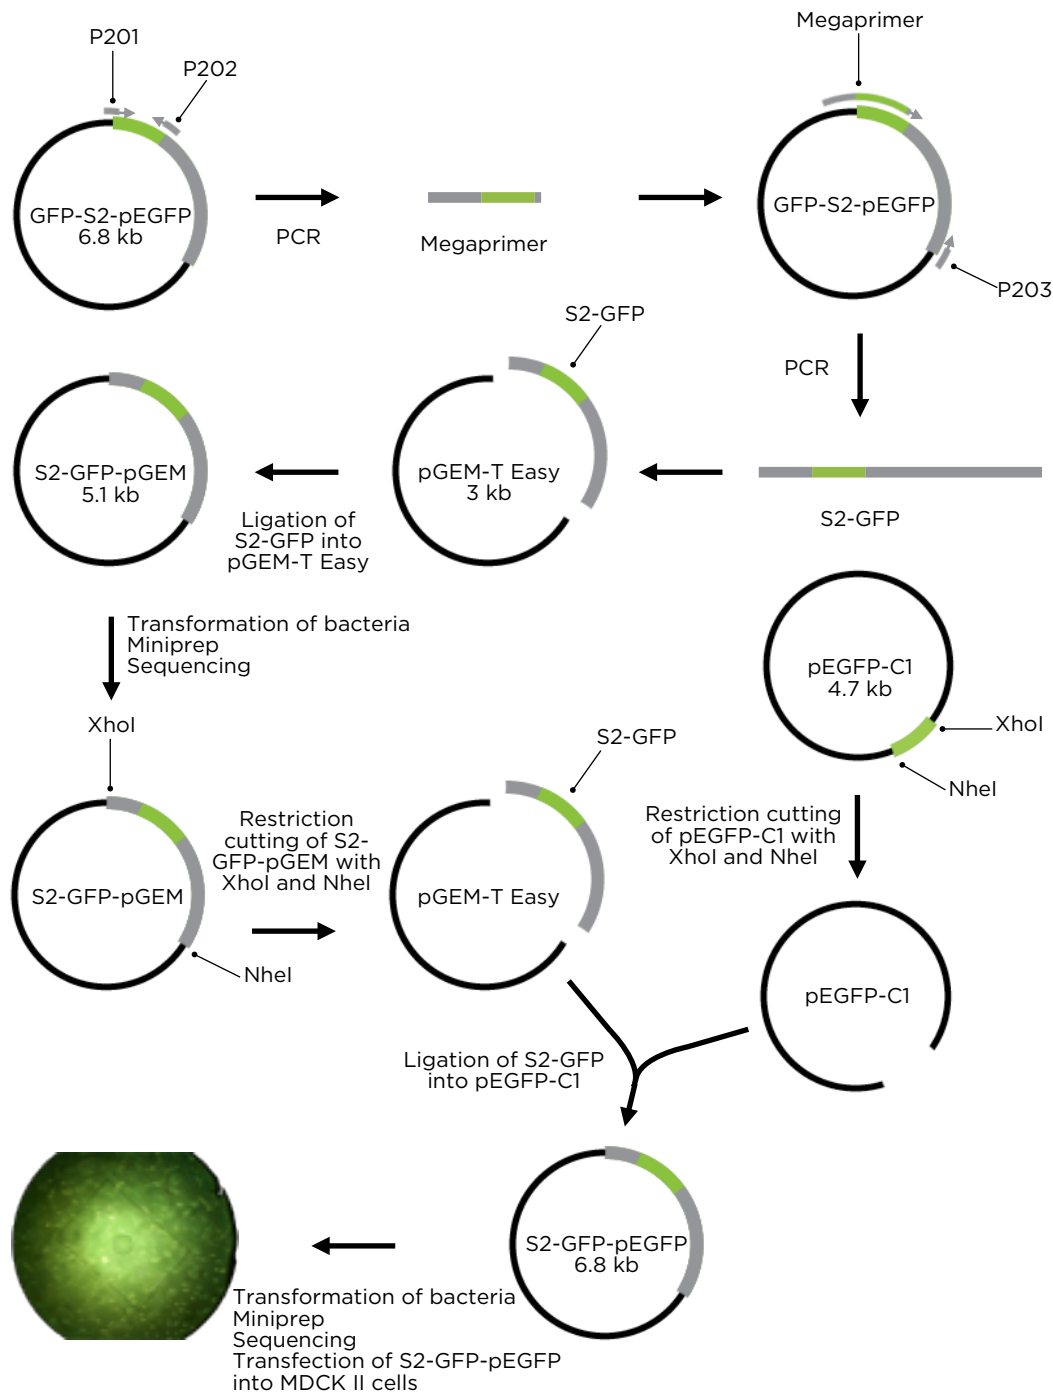 P201
P202
GFP-S2-pEGFP
6.8 kb
PCR
Megaprimer
Megaprimer
GFP-S2-pEGFP
P203
PCR
S2-GFP
S2-GFP
pGEM-T Easy
3 kb
Ligation of
S2-GFP into
pGEM-T Easy
S2-GFP-pGEM
5.1 kb
Transformation of bacteria
Miniprep
Sequencing
XhoI
S2-GFP-pGEM
NheI
Restriction
cutting of S2-
GFP-pGEM with
XhoI and NheI
S2-GFP
pGEM-T Easy
pEGFP-C1
4.7 kb
XhoI
NheI
Restriction cutting
of pEGFP-C1 with
XhoI and NheI
pEGFP-C1
Ligation of S2-GFP
into pEGFP-C1
S2-GFP-pEGFP
6.8 kb
Transformation of bacteria
Miniprep
Sequencing
Transfection of S2-GFP-pEGFP
into MDCK II cells